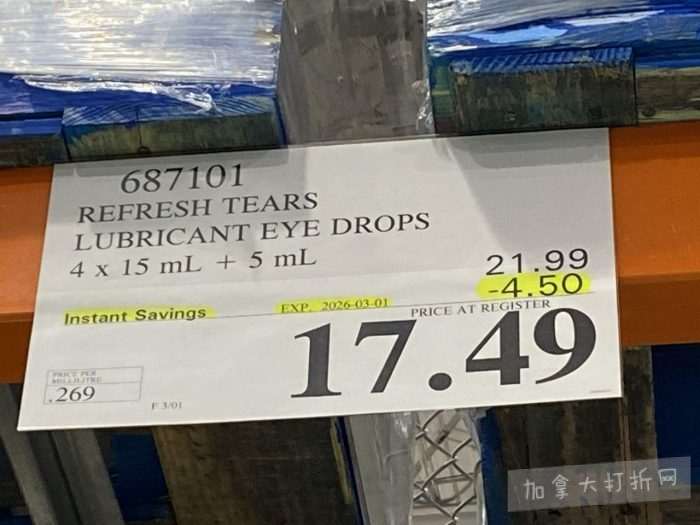 687101
REFRESH TEARS
LUBRICANT EYE DROPS
4 x 15 mL + 5 mL
21.99
-4.50
Instant Savings
EXP. 2026-03-01
PRICE AT REGISTER
17.49
PRICE PER
MILLILITRE
.269
F 3/01
加拿大打折网